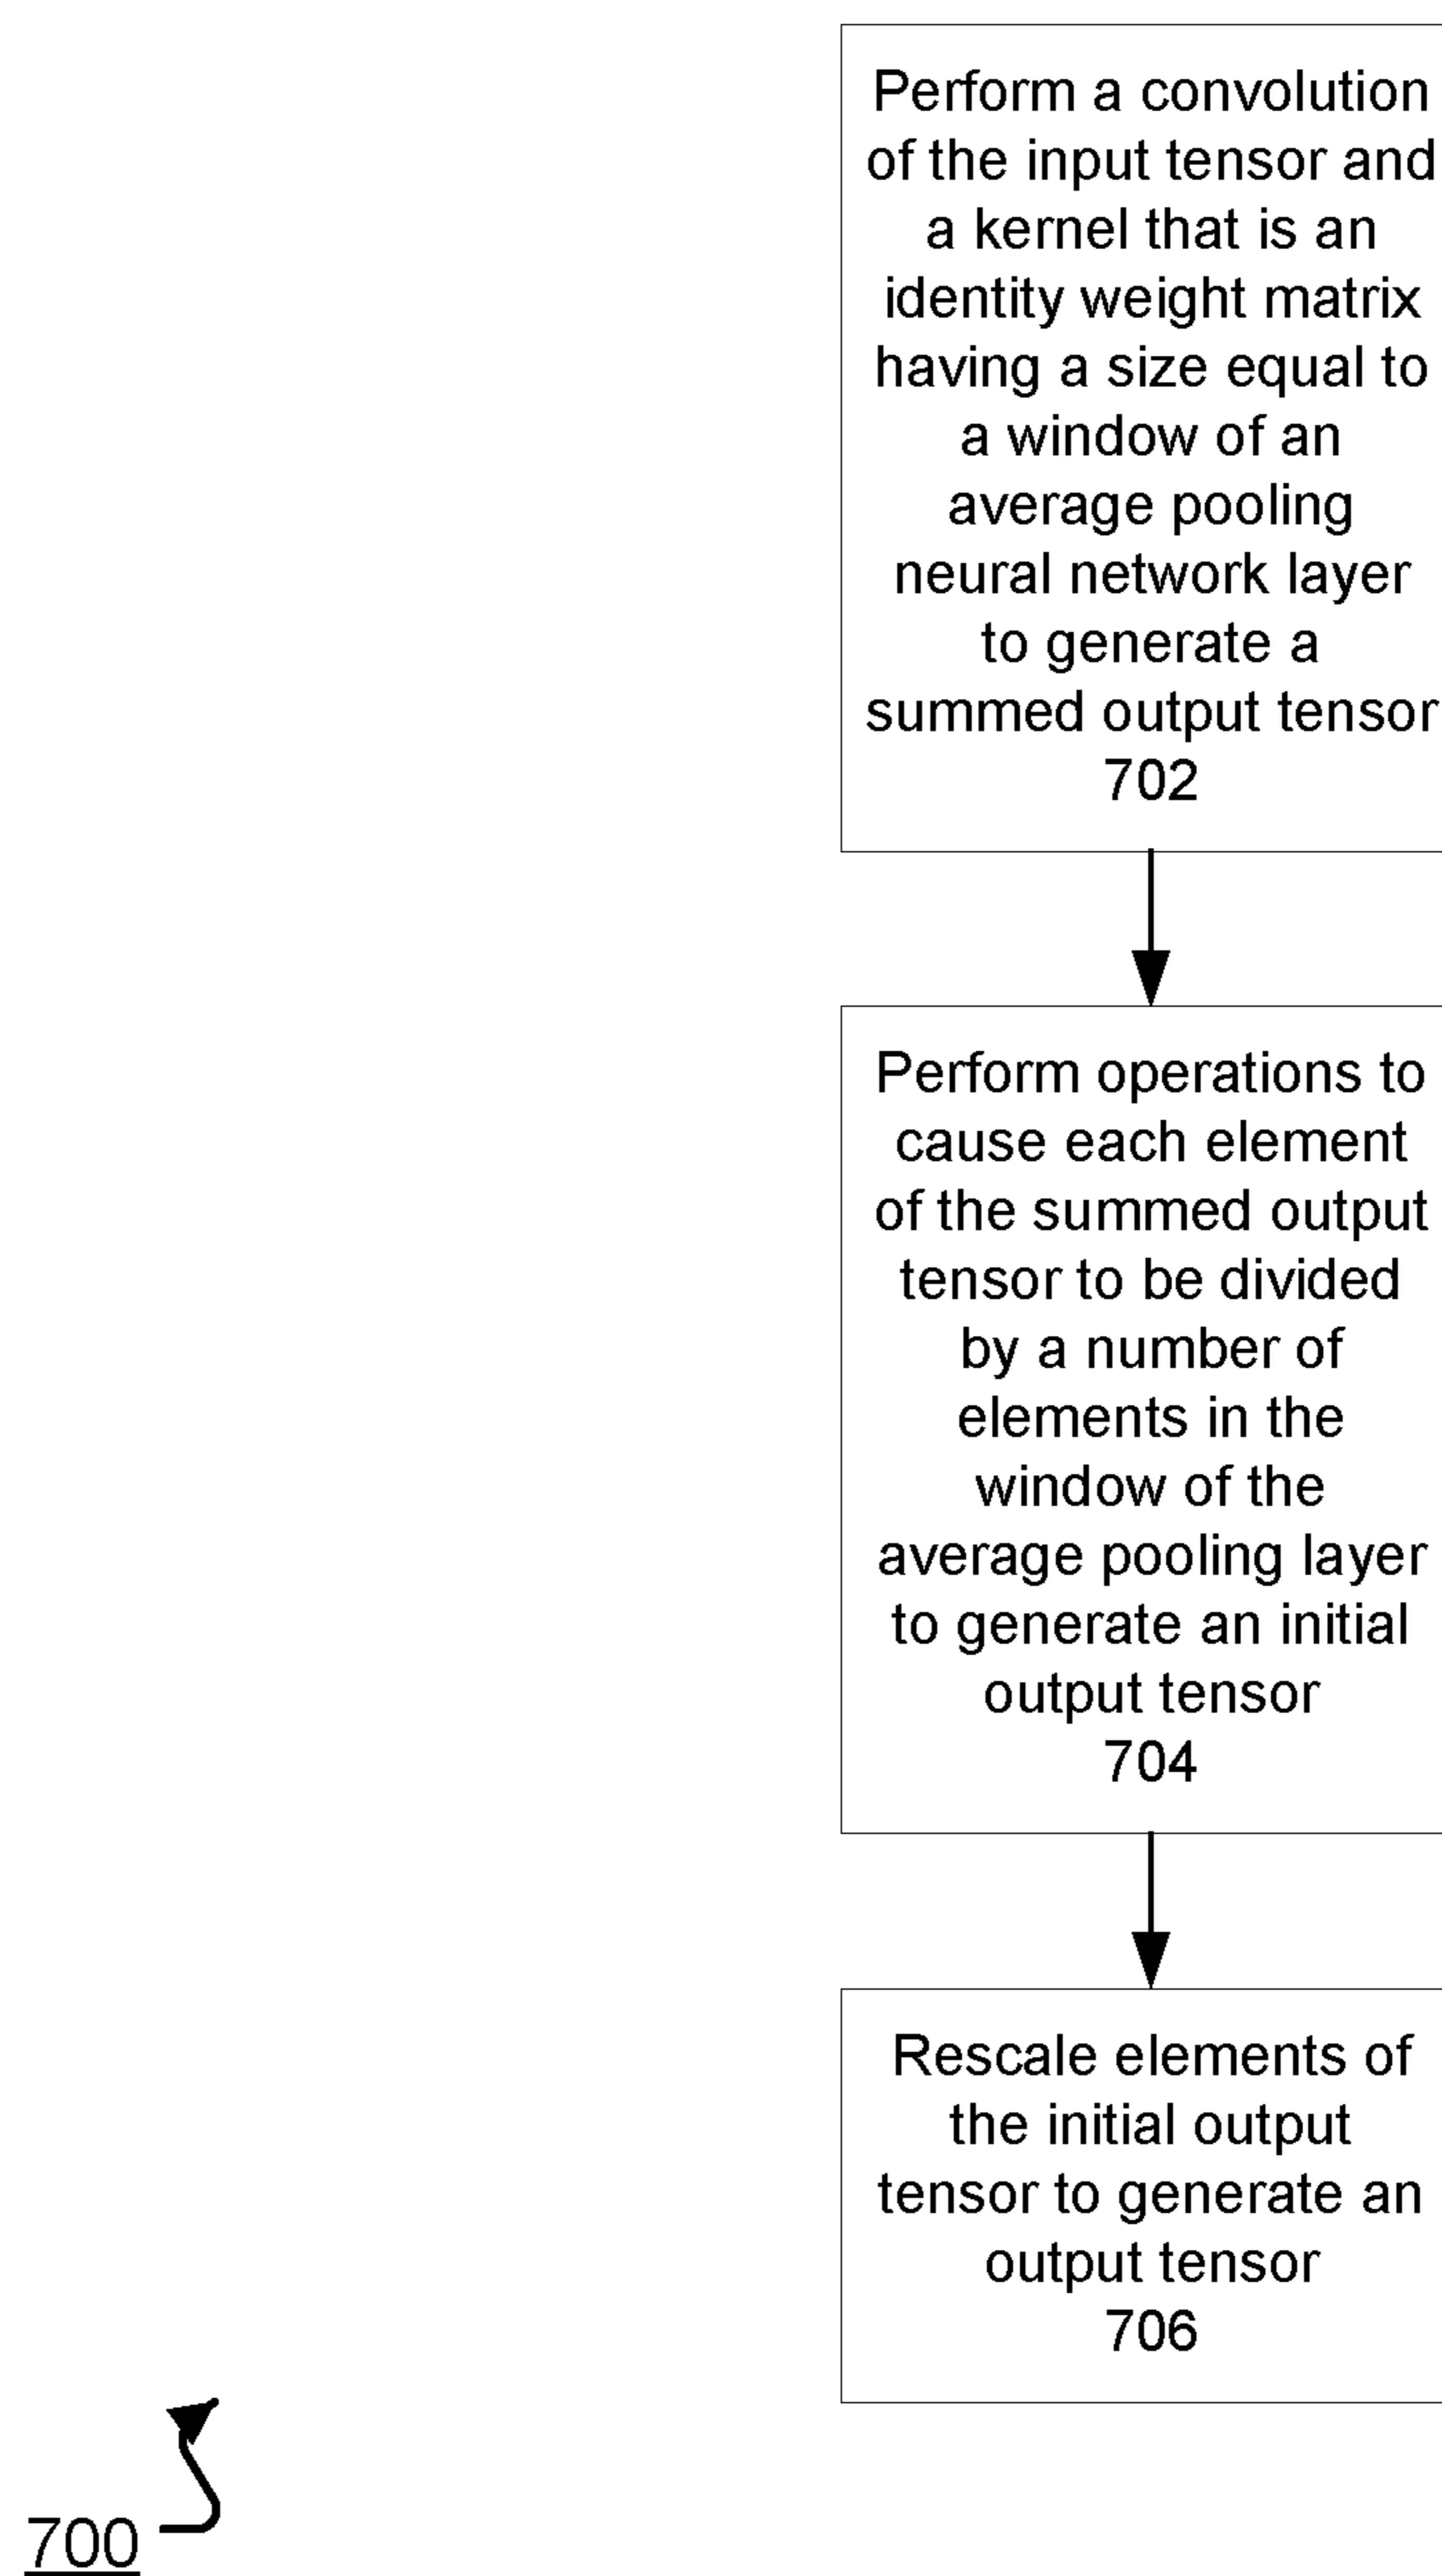 Perform a convolution
of the input tensor and
a kernel that is an
identity weight matrix
having a size equal to
a window of an
average pooling
neural network layer
to generate a
summed output tensor
702
Perform operations to
cause each element
of the summed output
tensor to be divided
by a number of
elements in the
window of the
average pooling layer
to generate an initial
output tensor
704
Rescale elements of
the initial output
tensor to generate an
output tensor
706
700